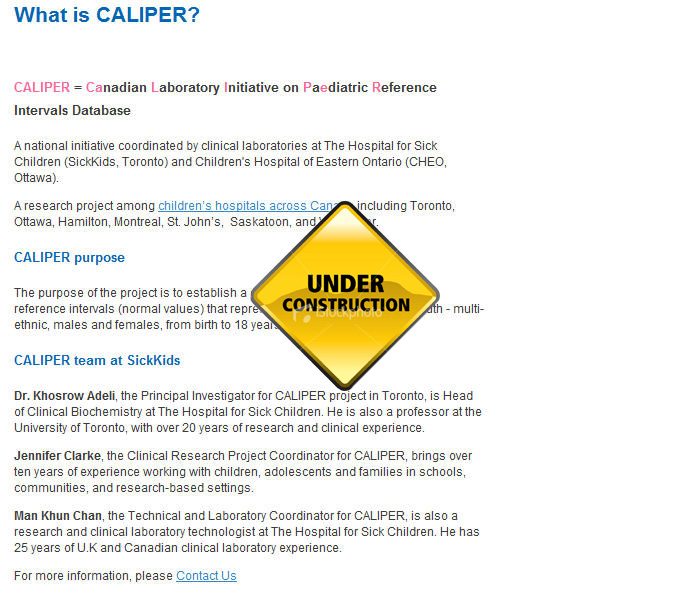 What is CALIPER?
CALIPER = Canadian Laboratory Initiative on Paediatric Reference
Intervals Database
A national initiative coordinated by clinical laboratories at The Hospital for Sick
Children (SickKids, Toronto) and Children's Hospital of Eastern Ontario (CHEO,
Ottawa).
A research project among children's hospitals across Canada, including Toronto,
Ottawa, Hamilton, Montreal, St. John's, Saskatoon, and
CALIPER purpose
UNDER
CONSTRUCTION
iStockphoto
The purpose of the project is to establish a
reference intervals (normal values) that - multi-
ethnic, males and females, from birth to 18 years
CALIPER team at SickKids
Dr. Khosrow Adeli, the Principal Investigator for CALIPER project in Toronto, is Head
of Clinical Biochemistry at The Hospital for Sick Children. He is also a professor at the
University of Toronto, with over 20 years of research and clinical experience.
Jennifer Clarke, the Clinical Research Project Coordinator for CALIPER, brings over
ten years of experience working with children, adolescents and families in schools,
communities, and research-based settings.
Man Khun Chan, the Technical and Laboratory Coordinator for CALIPER, is also a
research and clinical laboratory technologist at The Hospital for Sick Children. He has
25 years of U.K and Canadian clinical laboratory experience.
For more information, please Contact Us